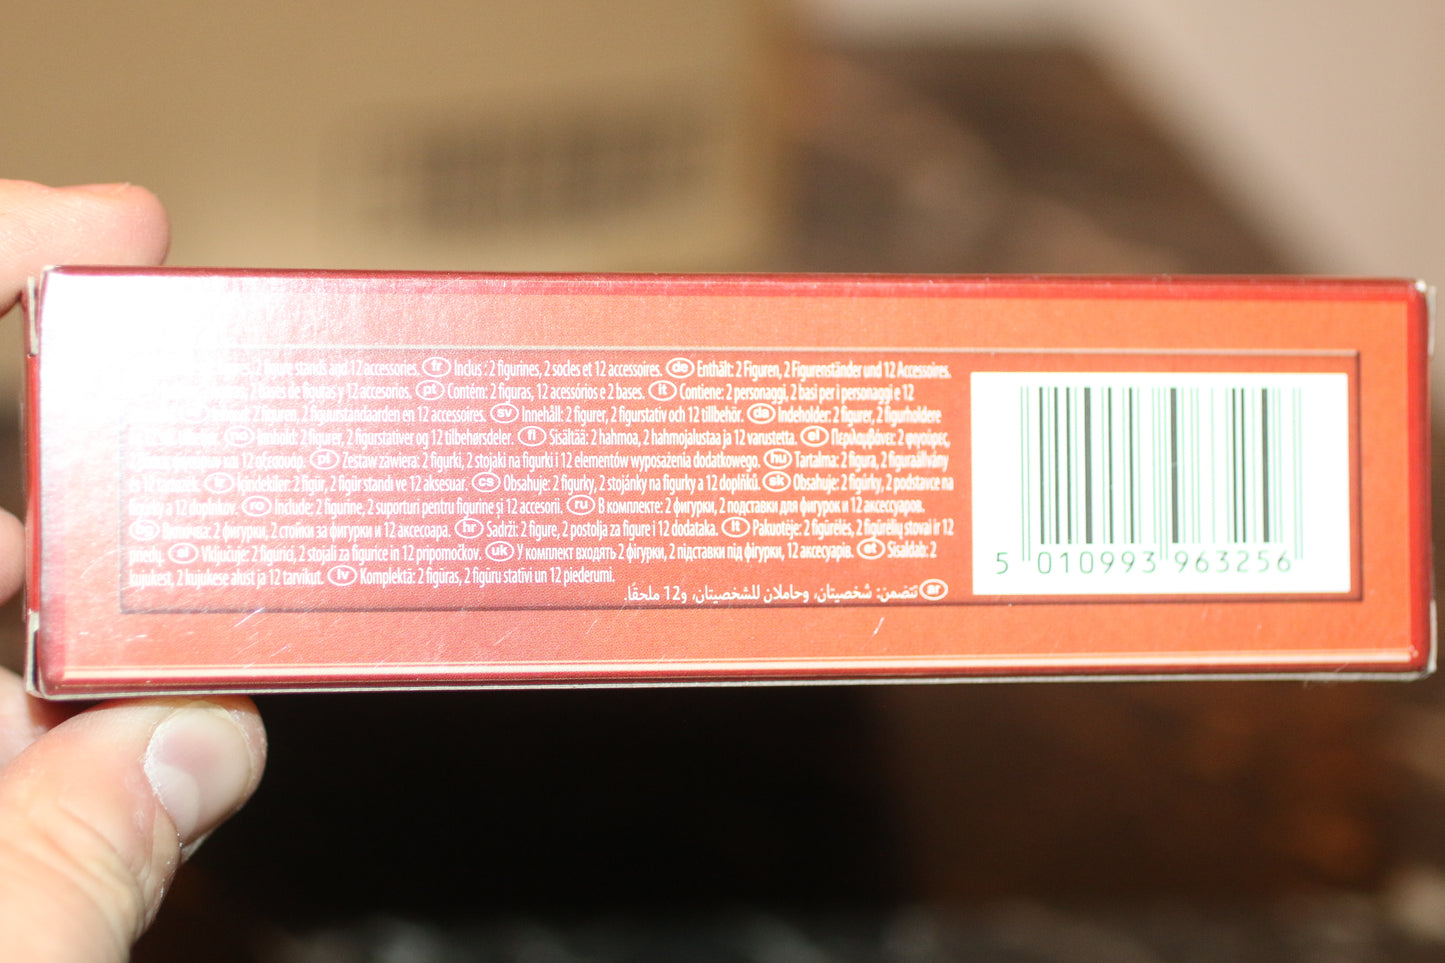 2 figure stands and 12 accessories. fr Inclus : 2 figurines, 2 socles et 12 accessoires. de Enthält: 2 Figuren, 2 Figurenständer und 12 Accessoires.
2 bases de figuras y 12 accesorios. pt Contém: 2 figuras, 12 acessórios e 2 bases. it Contiene: 2 personaggi, 2 basi per i personaggi e 12
2 figuren, 2 figuurstandaarden en 12 accessoires. sv Innehåll: 2 figurer, 2 figurstativ och 12 tillbehör. da Indeholder: 2 figurer, 2 figurholdere
no Innhold: 2 figurer, 2 figurstativer og 12 tilbehørsdeler. fi Sisältää: 2 hahmoa, 2 hahmojalustaa ja 12 varustetta. el Περιλαμβάνει: 2 φιγούρες,
και 12 αξεσουάρ. pl Zestaw zawiera: 2 figurki, 2 stojaki na figurki i 12 elementów wyposażenia dodatkowego. hu Tartalma: 2 figura, 2 figuraállvány
és 12 tartozék. tr İçindekiler: 2 figür, 2 figür standı ve 12 aksesuar. cs Obsahuje: 2 figurky, 2 stojánky na figurky a 12 doplňků. sk Obsahuje: 2 figúrky, 2 podstavce na
figúrky a 12 doplnkov. ro Include: 2 figurine, 2 suporturi pentru figurine și 12 accesorii. ru В комплекте: 2 фигурки, 2 подставки для фигурок и 12 аксессуаров.
bg Включва: 2 фигурки, 2 стойки за фигурки и 12 аксесоара. hr Sadrži: 2 figure, 2 postolja za figure i 12 dodataka. lt Pakuotėje: 2 figūrėlės, 2 figūrėlių stovai ir 12
priedų. sl Vključuje: 2 figurici, 2 stojali za figurice in 12 pripomočkov. uk У комплект входять 2 фігурки, 2 підставки під фігурки, 12 аксесуарів. et Sisaldab: 2
kujukest, 2 kujukese alust ja 12 tarvikut. lv Komplektā: 2 figūras, 2 figūru statīvi un 12 piederumi.
ar تتضمن: شخصيتان، وحاملان للشخصيتان، و12 ملحقًا.
5 010993 963256